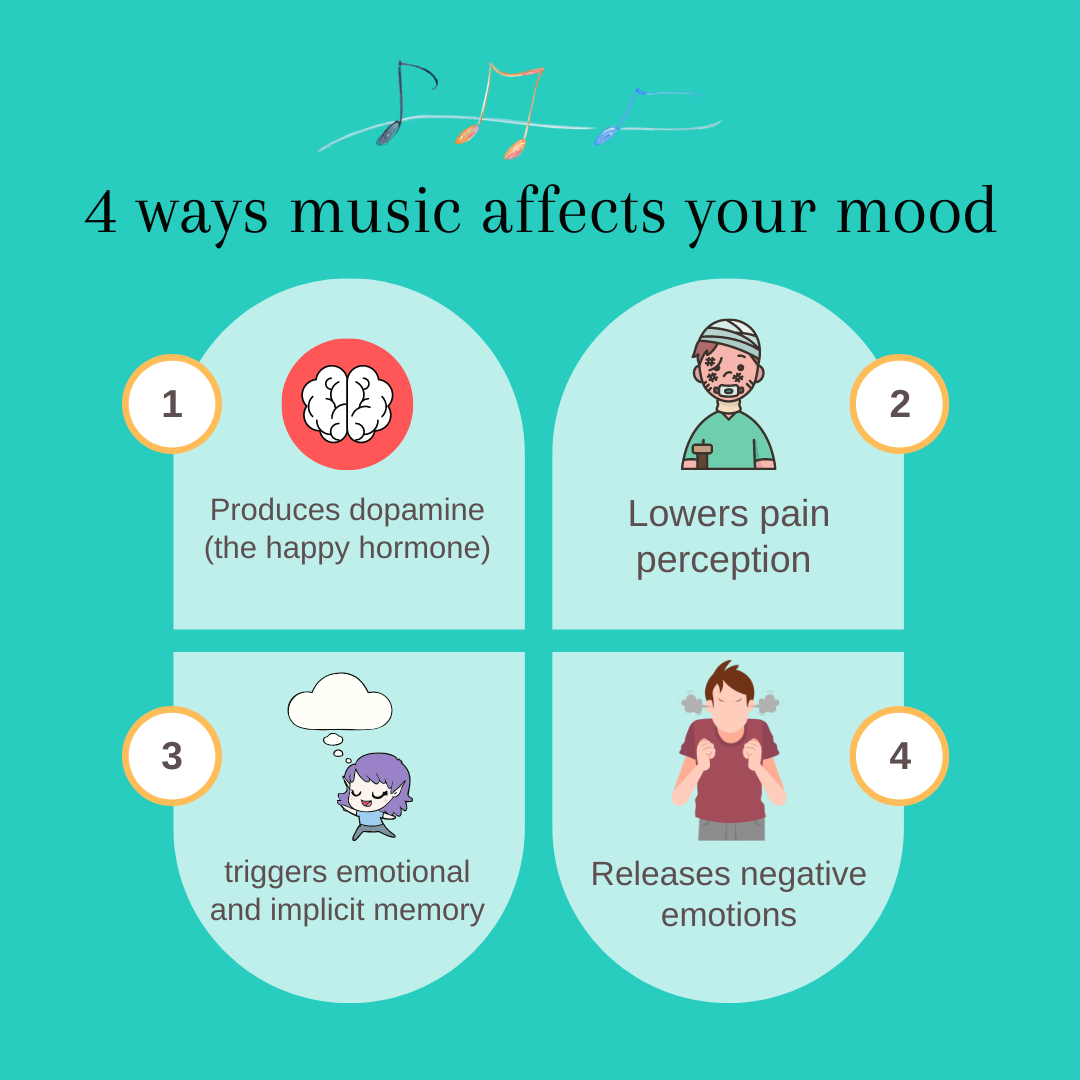 4 ways music affects your mood
1
Produces dopamine
(the happy hormone)
2
Lowers pain
perception
3
triggers emotional
and implicit memory
4
Releases negative
emotions